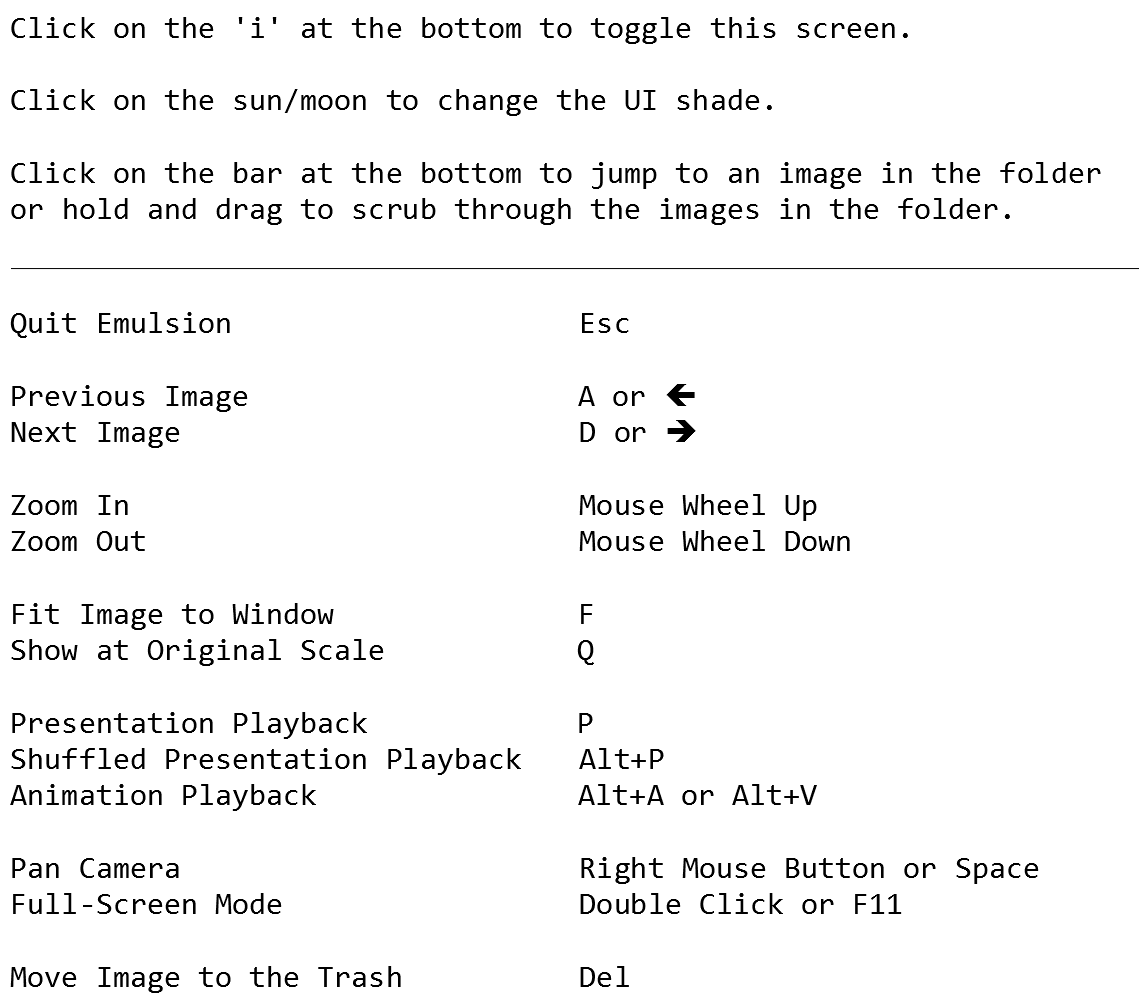 Click on the 'i' at the bottom to toggle this screen.
Click on the sun/moon to change the UI shade.
Click on the bar at the bottom to jump to an image in the folder
or hold and drag to scrub through the images in the folder.
Quit Emulsion Esc
Previous Image A or 🡰
Next Image D or 🡲
Zoom In Mouse Wheel Up
Zoom Out Mouse Wheel Down
Fit Image to Window F
Show at Original Scale Q
Presentation Playback P
Shuffled Presentation Playback Alt+P
Animation Playback Alt+A or Alt+V
Pan Camera Right Mouse Button or Space
Full-Screen Mode Double Click or F11
Move Image to the Trash Del